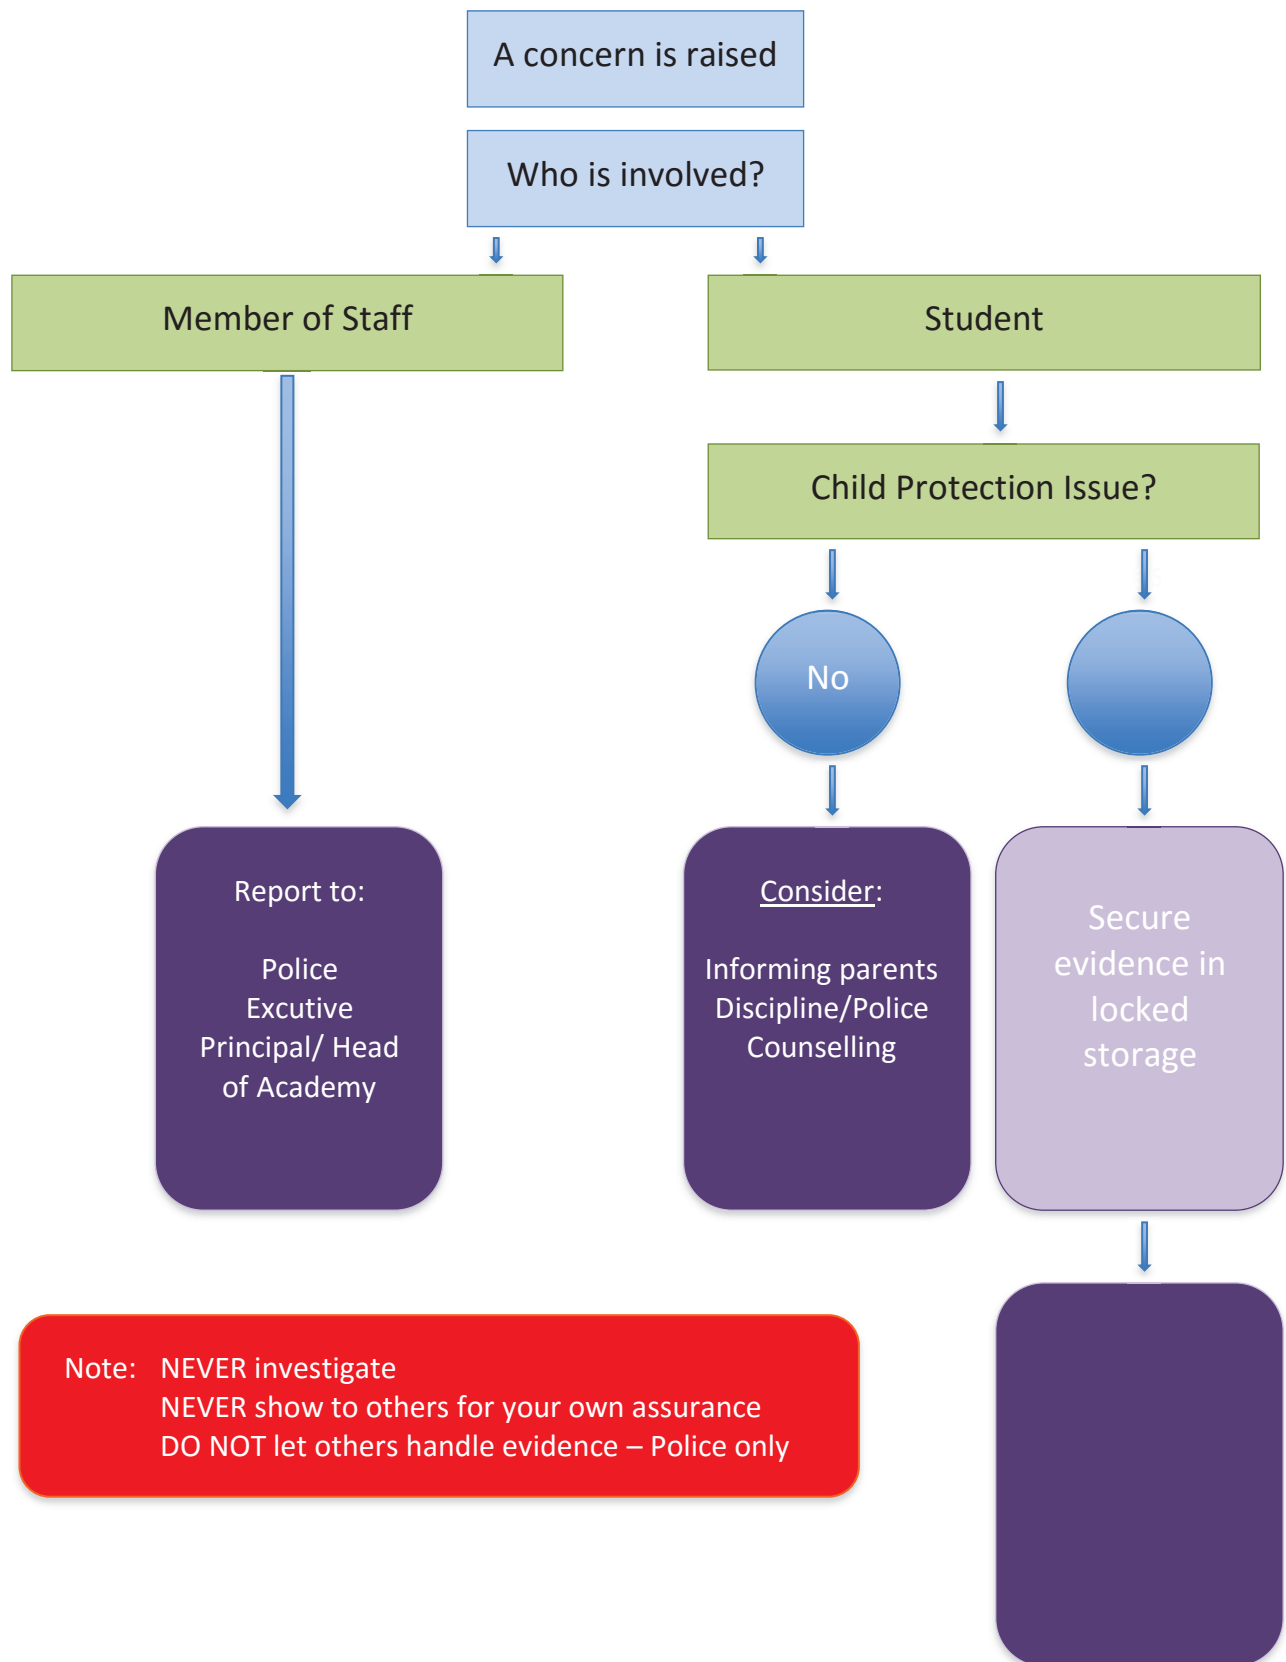 A concern is raised
Who is involved?
Member of Staff
Student
Child Protection Issue?
No
Report to:
Police
Excutive
Principal/ Head
of Academy
Consider:
Informing parents
Discipline/Police
Counselling
Secure
evidence in
locked
storage
Note: NEVER investigate
NEVER show to others for your own assurance
DO NOT let others handle evidence – Police only